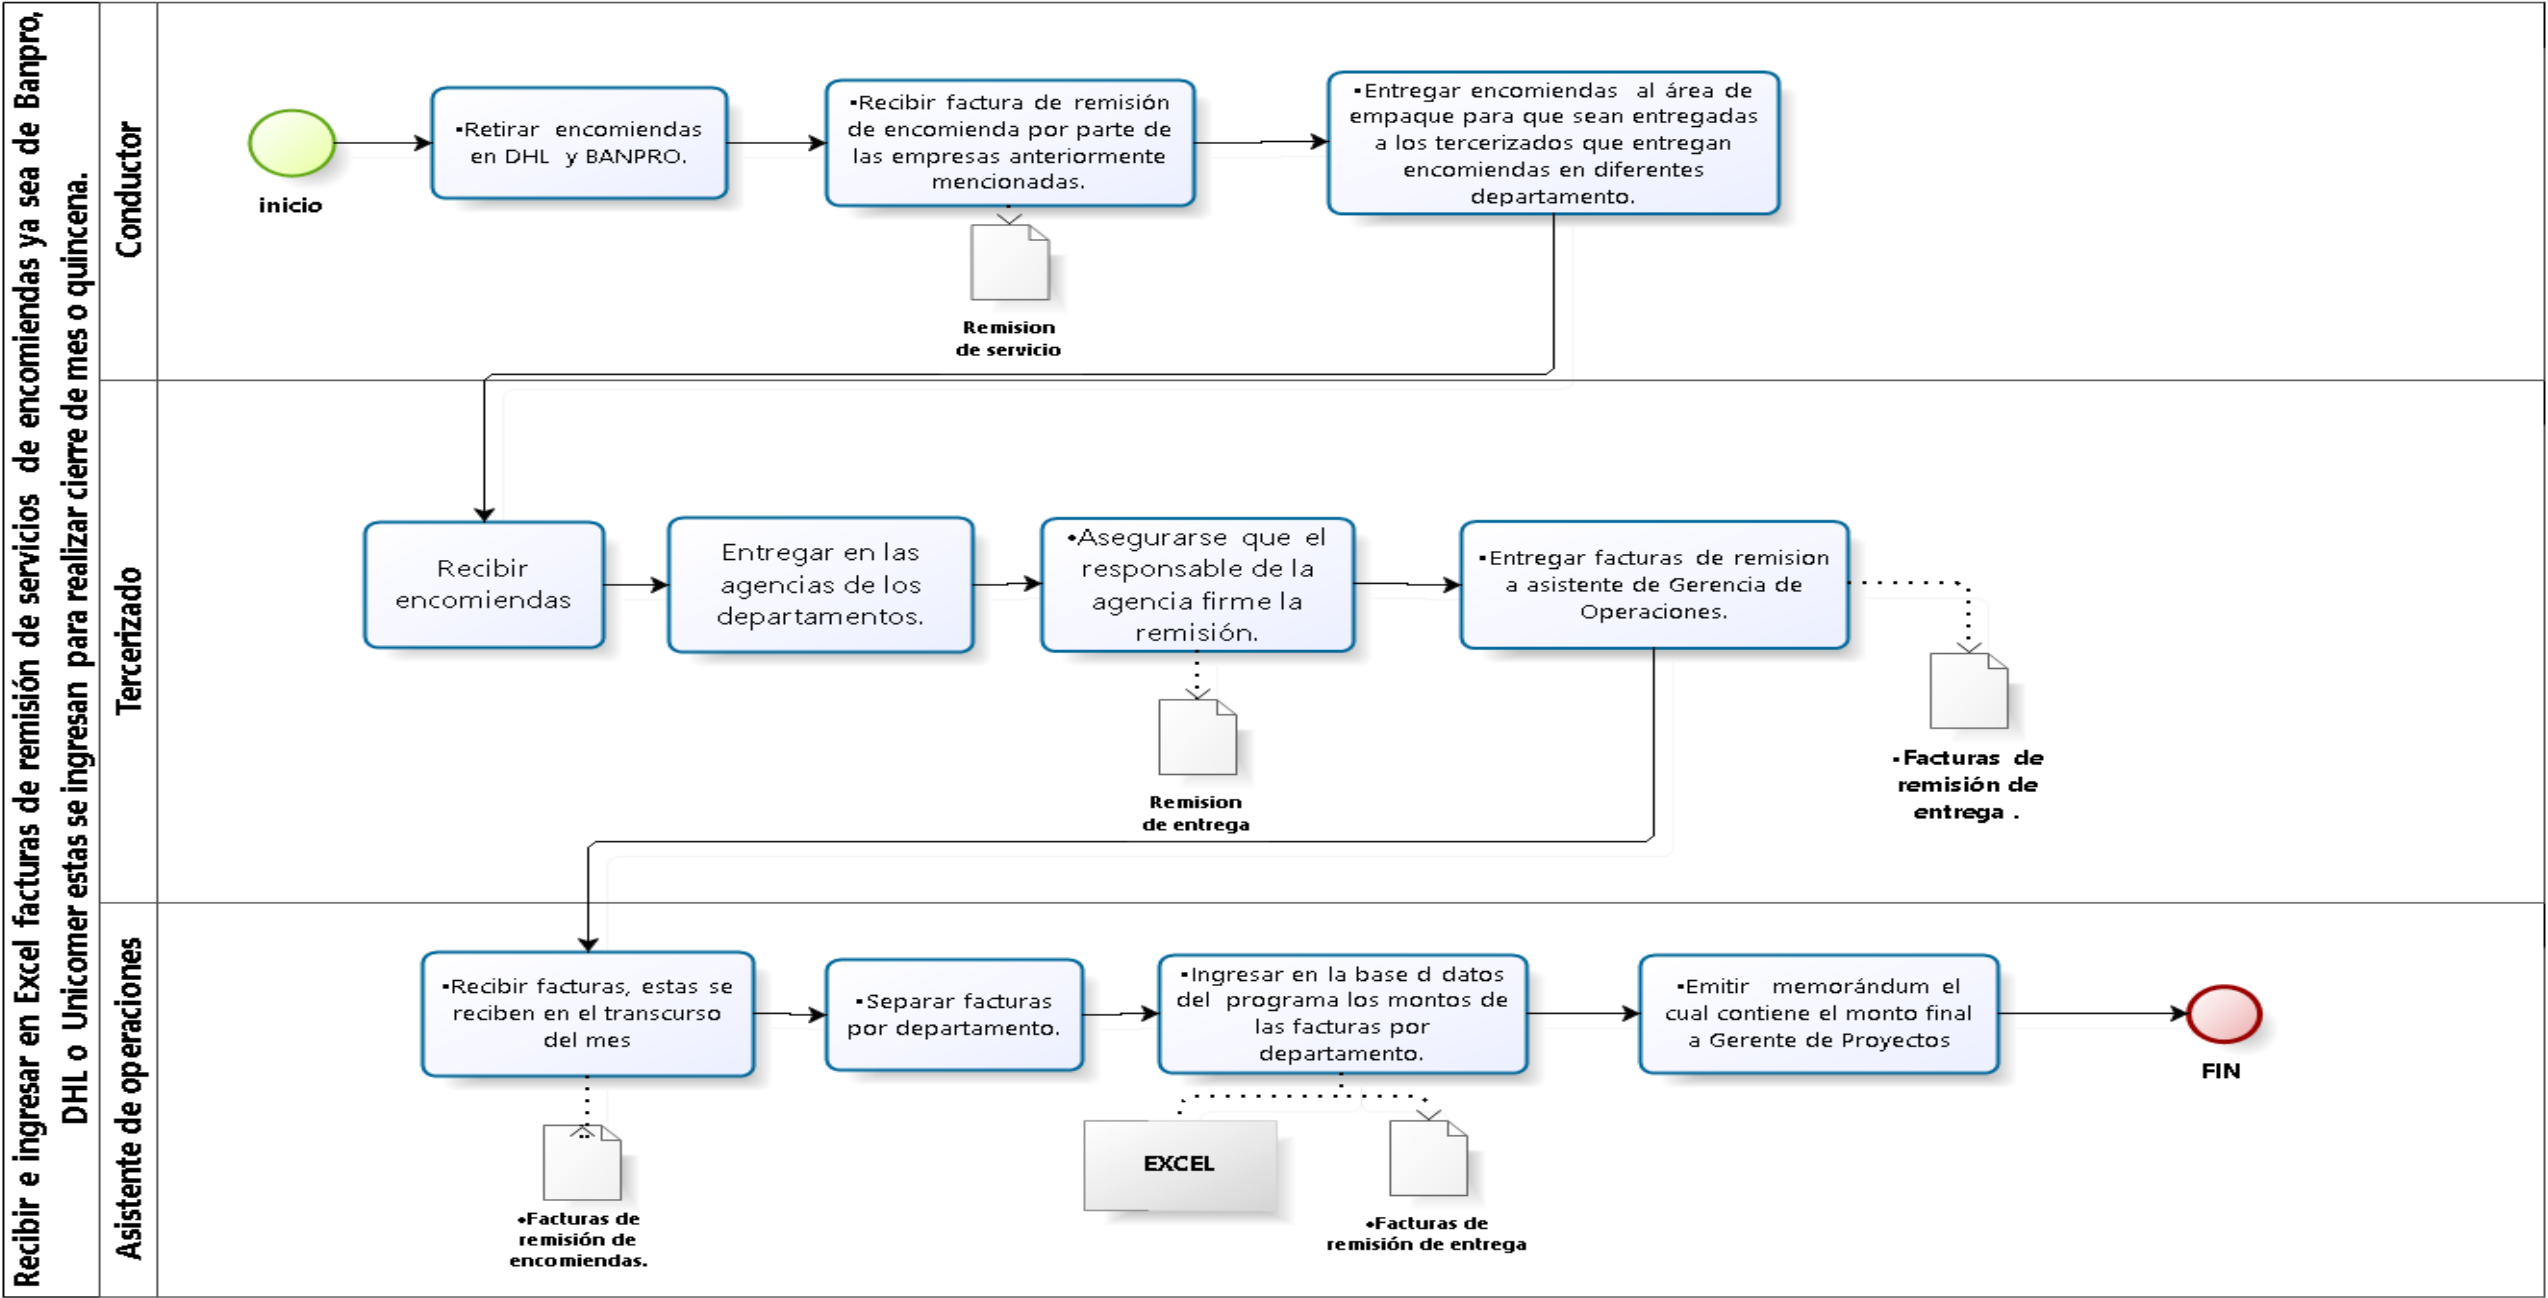 Recibir e ingresar en Excel facturas de remisión de servicios de encomiendas ya sea de Banpro,
DHL o Unicomer estas se ingresan para realizar cierre de mes o quincena.
Conductor
inicio
▪Retirar encomiendas
en DHL y BANPRO.
▪Recibir factura de remisión
de encomienda por parte de
las empresas anteriormente
mencionadas.
Remision
de servicio
▪Entregar encomiendas al área de
empaque para que sean entregadas
a los tercerizados que entregan
encomiendas en diferentes
departamento.
Tercerizado
Recibir
encomiendas
Entregar en las
agencias de los
departamentos.
•Asegurarse que el
responsable de la
agencia firme la
remisión.
Remision
de entrega
▪Entregar facturas de remision
a asistente de Gerencia de
Operaciones.
▪Facturas de
remisión de
entrega .
Asistente de operaciones
▪Recibir facturas, estas se
reciben en el transcurso
del mes
•Facturas de
remisión de
encomiendas.
▪Separar facturas
por departamento.
▪Ingresar en la base d datos
del programa los montos de
las facturas por
departamento.
EXCEL
•Facturas de
remisión de entrega
▪Emitir memorándum el
cual contiene el monto final
a Gerente de Proyectos
FIN